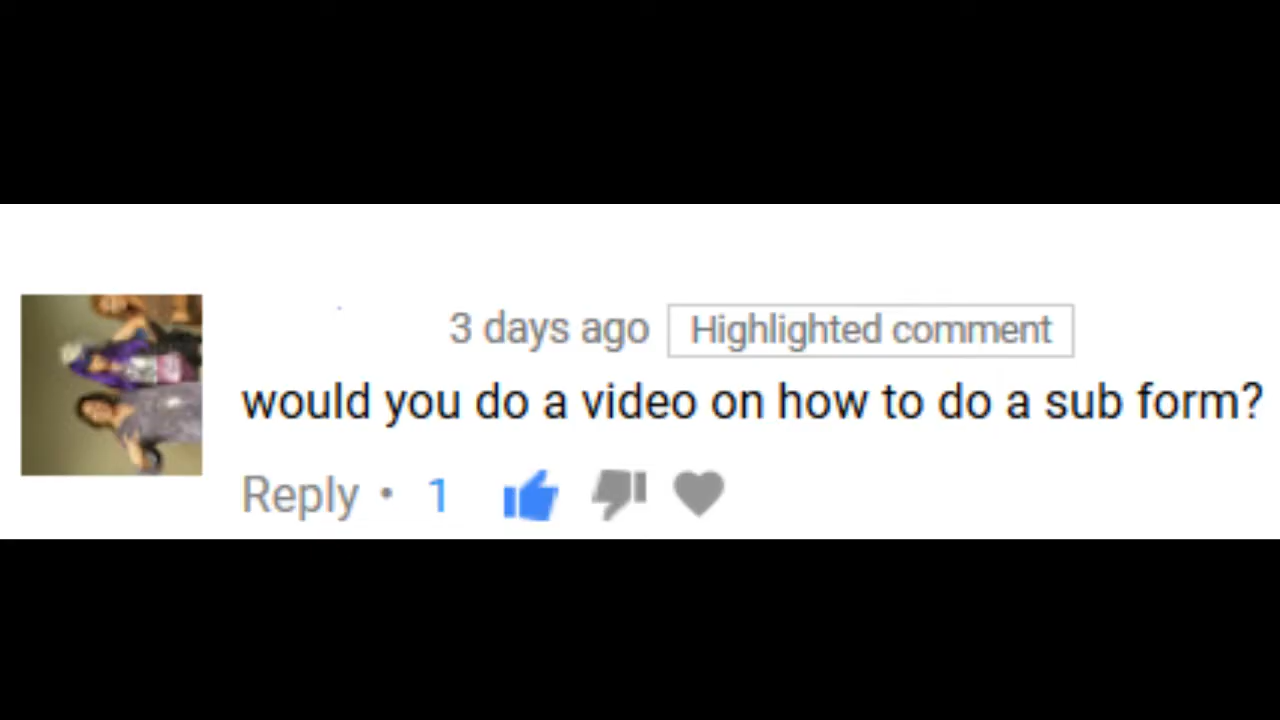 3 days ago Highlighted comment
would you do a video on how to do a sub form?
Reply • 1